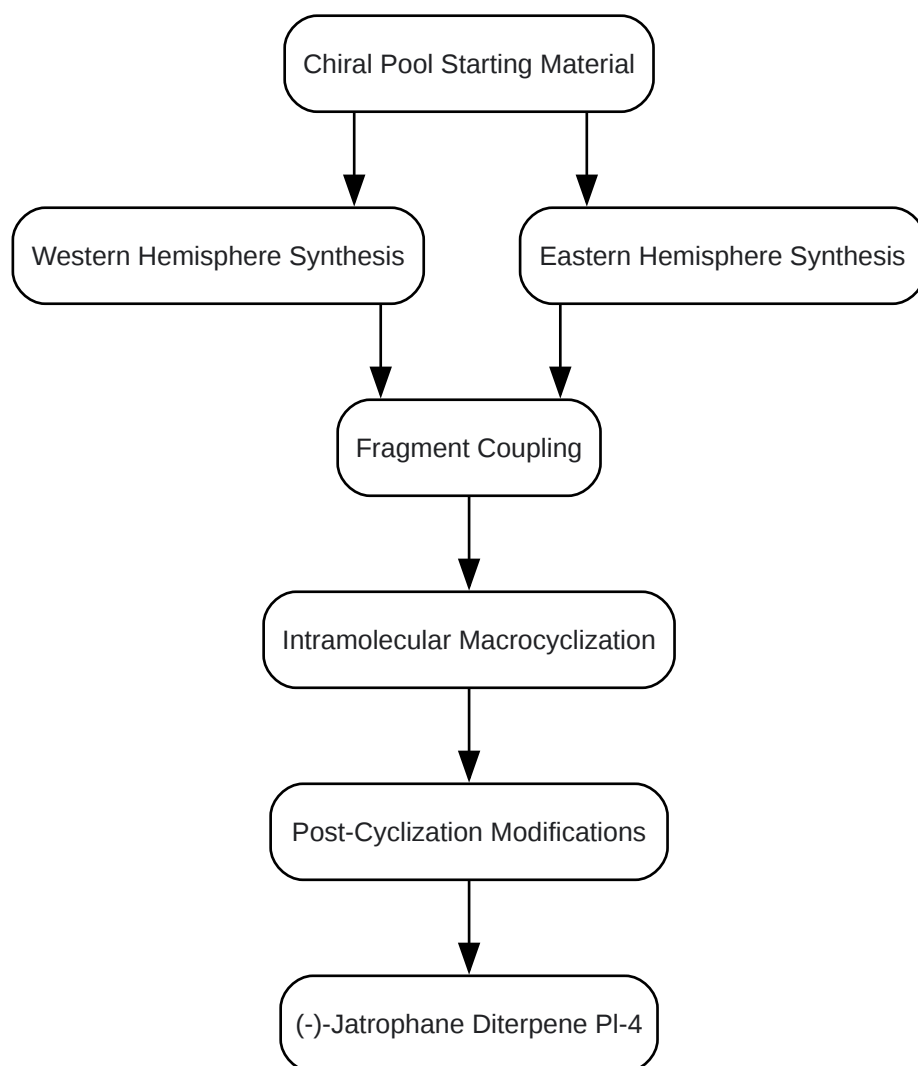 Chiral Pool Starting Material
Western Hemisphere Synthesis
Eastern Hemisphere Synthesis
Fragment Coupling
Intramolecular Macrocyclization
Post-Cyclization Modifications
(-)-Jatrophane Diterpene Pl-4